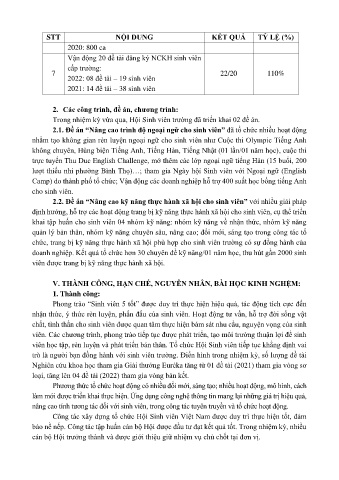 STT NỘI DUNG KẾT QUẢ TỶ LỆ (%)
2020: 800 ca
7 Vận động 20 đề tài đăng ký NCKH sinh viên cấp trường: 22/20 110%
2022: 08 đề tài – 19 sinh viên
2021: 14 đề tài – 38 sinh viên
2. Các công trình, đề án, chương trình:
Trong nhiệm kỳ vừa qua, Hội Sinh viên trường đã triển khai 02 đề án.
2.1. Đề án “Nâng cao trình độ ngoại ngữ cho sinh viên” đã tổ chức nhiều hoạt động
nhằm tạo không gian rèn luyện ngoại ngữ cho sinh viên như Cuộc thi Olympic Tiếng Anh
không chuyên, Hùng biện Tiếng Anh, Tiếng Hàn, Tiếng Nhật (01 lần/01 năm học), cuộc thi
trực tuyến Thu Duc English Challenge, mở thêm các lớp ngoại ngữ tiếng Hàn (15 buổi, 200
lượt thiếu nhi phường Bình Thọ)…; tham gia Ngày hội Sinh viên với Ngoại ngữ (English
Camp) do thành phố tổ chức; Vận động các doanh nghiệp hỗ trợ 400 suất học bổng tiếng Anh
cho sinh viên.
2.2. Đề án “Nâng cao kỹ năng thực hành xã hội cho sinh viên” với nhiều giải pháp
định hướng, hỗ trợ các hoạt động trang bị kỹ năng thực hành xã hội cho sinh viên, cụ thể triển
khai tập huấn cho sinh viên 04 nhóm kỹ năng: nhóm kỹ năng về nhận thức, nhóm kỹ năng
quản lý bản thân, nhóm kỹ năng chuyên sâu, nâng cao; đổi mới, sáng tạo trong công tác tổ
chức, trang bị kỹ năng thực hành xã hội phù hợp cho sinh viên trường có sự đồng hành của
doanh nghiệp. Kết quả tổ chức hơn 30 chuyên đề kỹ năng/01 năm học, thu hút gần 2000 sinh
viên được trang bị kỹ năng thực hành xã hội.
V. THÀNH CÔNG, HẠN CHẾ, NGUYÊN NHÂN, BÀI HỌC KINH NGHIỆM:
1. Thành công:
Phong trào “Sinh viên 5 tốt” được duy trì thực hiện hiệu quả, tác động tích cực đến
nhận thức, ý thức rèn luyện, phấn đấu của sinh viên. Hoạt động tư vấn, hỗ trợ đời sống vật
chất, tinh thần cho sinh viên được quan tâm thực hiện bám sát nhu cầu, nguyện vọng của sinh
viên. Các chương trình, phong trào tiếp tục được phát triển, tạo môi trường thuận lợi để sinh
viên học tập, rèn luyện và phát triển bản thân. Tổ chức Hội Sinh viên tiếp tục khẳng định vai
trò là người bạn đồng hành với sinh viên trường. Điển hình trong nhiệm kỳ, số lượng đề tài
Nghiên cứu khoa học tham gia Giải thưởng Euréka tăng từ 01 đề tài (2021) tham gia vòng sơ
loại, tăng lên 04 đề tài (2022) tham gia vòng bán kết.
Phương thức tổ chức hoạt động có nhiều đổi mới, sáng tạo; nhiều hoạt động, mô hình, cách
làm mới được triển khai thực hiện. Ứng dụng công nghệ thông tin mang lại những giá trị hiệu quả,
nâng cao tính tương tác đối với sinh viên, trong công tác tuyên truyền và tổ chức hoạt động.
Công tác xây dựng tổ chức Hội Sinh viên Việt Nam được duy trì thực hiện tốt, đảm
bảo nề nếp. Công tác tập huấn cán bộ Hội được đầu tư đạt kết quả tốt. Trong nhiệm kỳ, nhiều
cán bộ Hội trưởng thành và được giới thiệu giữ nhiệm vụ chủ chốt tại đơn vị.